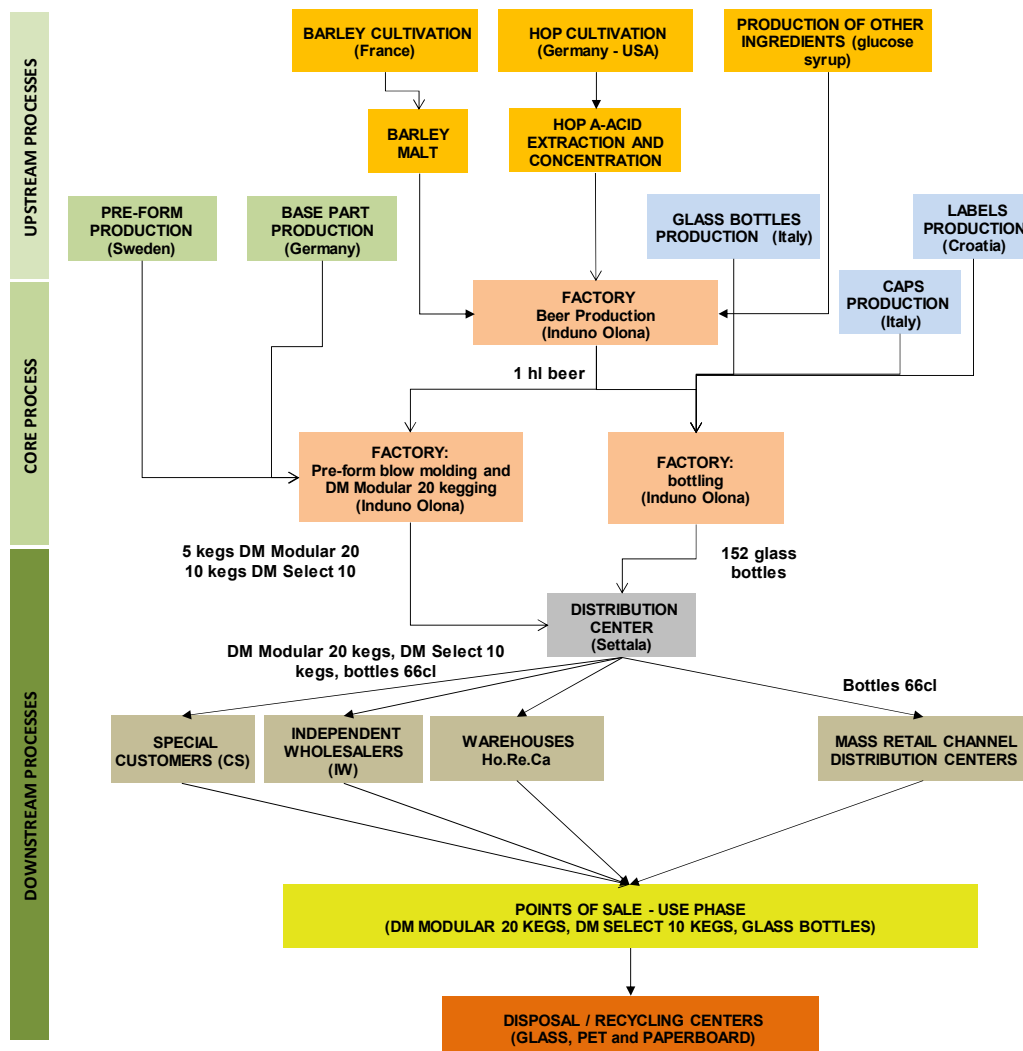 UPSTREAM PROCESSES
BARLEY CULTIVATION
(France)
HOP CULTIVATION
(Germany - USA)
PRODUCTION OF OTHER
INGREDIENTS (glucose
syrup)
BARLEY
MALT
HOP A-ACID
EXTRACTION AND
CONCENTRATION
PRE-FORM
PRODUCTION
(Sweden)
BASE PART
PRODUCTION
(Germany)
GLASS BOTTLES
PRODUCTION (Italy)
LABELS
PRODUCTION
(Croatia)
CORE PROCESS
FACTORY
Beer Production
(Induno Olona)
CAPS
PRODUCTION
(Italy)
1 hl beer
FACTORY:
Pre-form blow molding and
DM Modular 20 kegging
(Induno Olona)
FACTORY:
bottling
(Induno Olona)
DOWNSTREAM PROCESSES
5 kegs DM Modular 20
10 kegs DM Select 10
152 glass
bottles
DISTRIBUTION
CENTER
(Settala)
DM Modular 20 kegs, DM Select 10
kegs, bottles 66cl
Bottles 66cl
SPECIAL
CUSTOMERS (CS)
INDEPENDENT
WHOLESALERS
(IW)
WAREHOUSES
Ho.Re.Ca
MASS RETAIL CHANNEL
DISTRIBUTION CENTERS
POINTS OF SALE - USE PHASE
(DM MODULAR 20 KEGS, DM SELECT 10 KEGS, GLASS BOTTLES)
DISPOSAL / RECYCLING CENTERS
(GLASS, PET and PAPERBOARD)